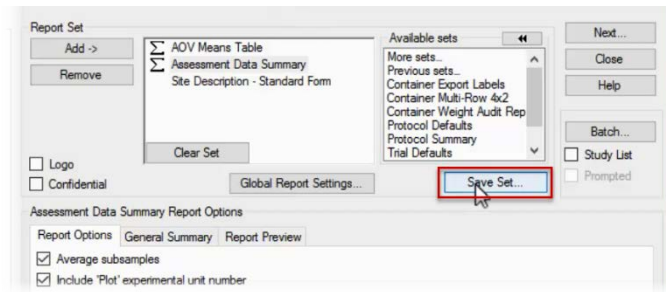 Report Set
Add ->
Remove
Σ AOV Means Table
Σ Assessment Data Summary
Site Description - Standard Form
Clear Set
Available sets
More sets...
Previous sets...
Container Export Labels
Container Multi-Row 4x2
Container Weight Audit Rep
Protocol Defaults
Protocol Summary
Trial Defaults
Next...
Close
Help
Batch...
Study List
Prompted
Logo
Confidential
Global Report Settings...
Save Set...
Assessment Data Summary Report Options
Report Options General Summary Report Preview
Average subsamples
Include 'Plot' experimental unit number